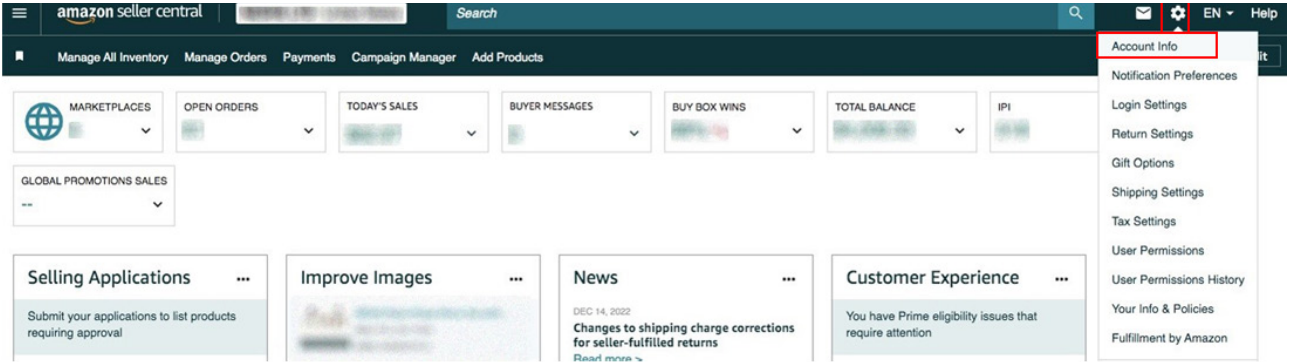 amazon seller central
Search
EN
Help
Manage All Inventory
Manage Orders
Payments
Campaign Manager
Add Products
Account Info
Notification Preferences
Login Settings
Return Settings
Gift Options
Shipping Settings
Tax Settings
User Permissions
User Permissions History
Your Info & Policies
Fulfillment by Amazon
MARKETPLACES
OPEN ORDERS
TODAY'S SALES
BUYER MESSAGES
BUY BOX WINS
TOTAL BALANCE
IPI
GLOBAL PROMOTIONS SALES
--
Selling Applications
Submit your applications to list products
requiring approval
Improve Images
News
DEC 14, 2022
Changes to shipping charge corrections
for seller-fulfilled returns
Read more >
Customer Experience
You have Prime eligibility issues that
require attention